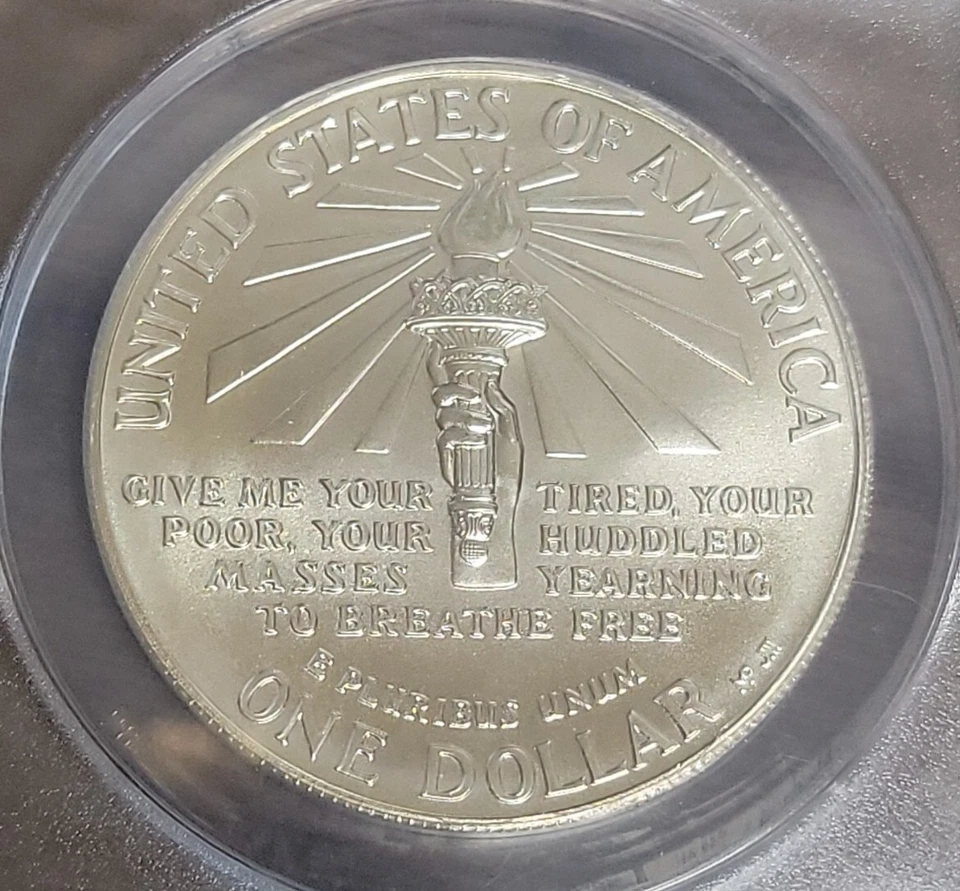 UNITED STATES OF AMERICA
GIVE ME YOUR TIRED, YOUR
POOR, YOUR HUDDLED
MASSES YEARNING
TO BREATHE FREE
E PLURIBUS UNUM
ONE DOLLAR